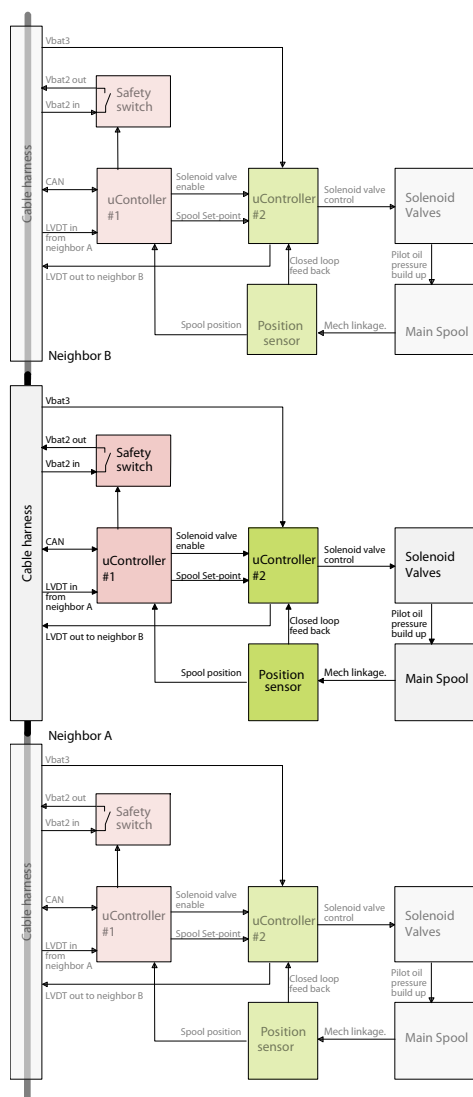 Vbat3
Vbat2 out
Vbat2 in
Safety
switch
Cable harness
CAN
uContoller
#1
Solenoid valve
enable
Spool Set-point
uController
#2
Solenoid valve
control
Solenoid
Valves
LVDT in
from
neighbor A
LVDT out to neighbor B
Closed loop
feed back
Pilot oil
pressure
build up
Spool position
Position
sensor
Mech linkage.
Main Spool
Neighbor B
Vbat3
Vbat2 out
Vbat2 in
Safety
switch
Cable harness
CAN
uController
#1
Solenoid valve
enable
Spool Set-point
uController
#2
Solenoid valve
control
Solenoid
Valves
LVDT in
from
neighbor A
LVDT out to neighbor B
Closed loop
feed back
Pilot oil
pressure
build up
Spool position
Position
sensor
Mech linkage.
Main Spool
Neighbor A
Vbat3
Vbat2 out
Vbat2 in
Safety
switch
Cable harness
CAN
uController
#1
Solenoid valve
enable
Spool Set-point
uController
#2
Solenoid valve
control
Solenoid
Valves
LVDT in
from
neighbor A
LVDT out to neighbor B
Closed loop
feed back
Pilot oil
pressure
build up
Spool position
Position
sensor
Mech linkage.
Main Spool